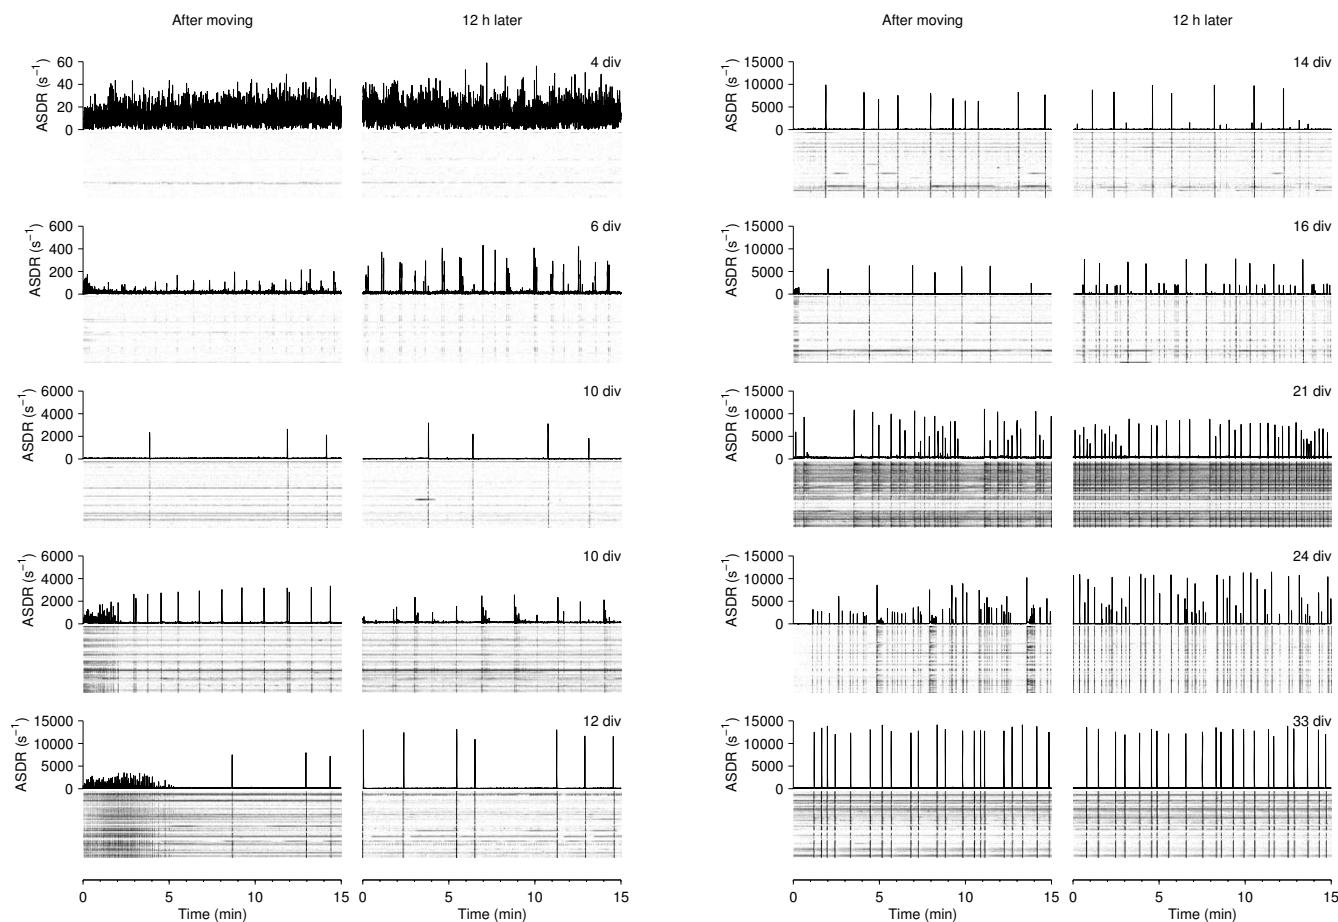 After moving
12 h later
After moving
12 h later
4 div
ASDR (s⁻¹)
60
40
20
0
14 div
ASDR (s⁻¹)
15000
10000
5000
0
6 div
ASDR (s⁻¹)
600
400
200
0
16 div
ASDR (s⁻¹)
15000
10000
5000
0
10 div
ASDR (s⁻¹)
6000
4000
2000
0
21 div
ASDR (s⁻¹)
15000
10000
5000
0
10 div
ASDR (s⁻¹)
6000
4000
2000
0
24 div
ASDR (s⁻¹)
15000
10000
5000
0
12 div
ASDR (s⁻¹)
15000
10000
5000
0
33 div
ASDR (s⁻¹)
15000
10000
5000
0
0 5 10 15
Time (min)
0 5 10 15
Time (min)
0 5 10 15
Time (min)
0 5 10 15
Time (min)